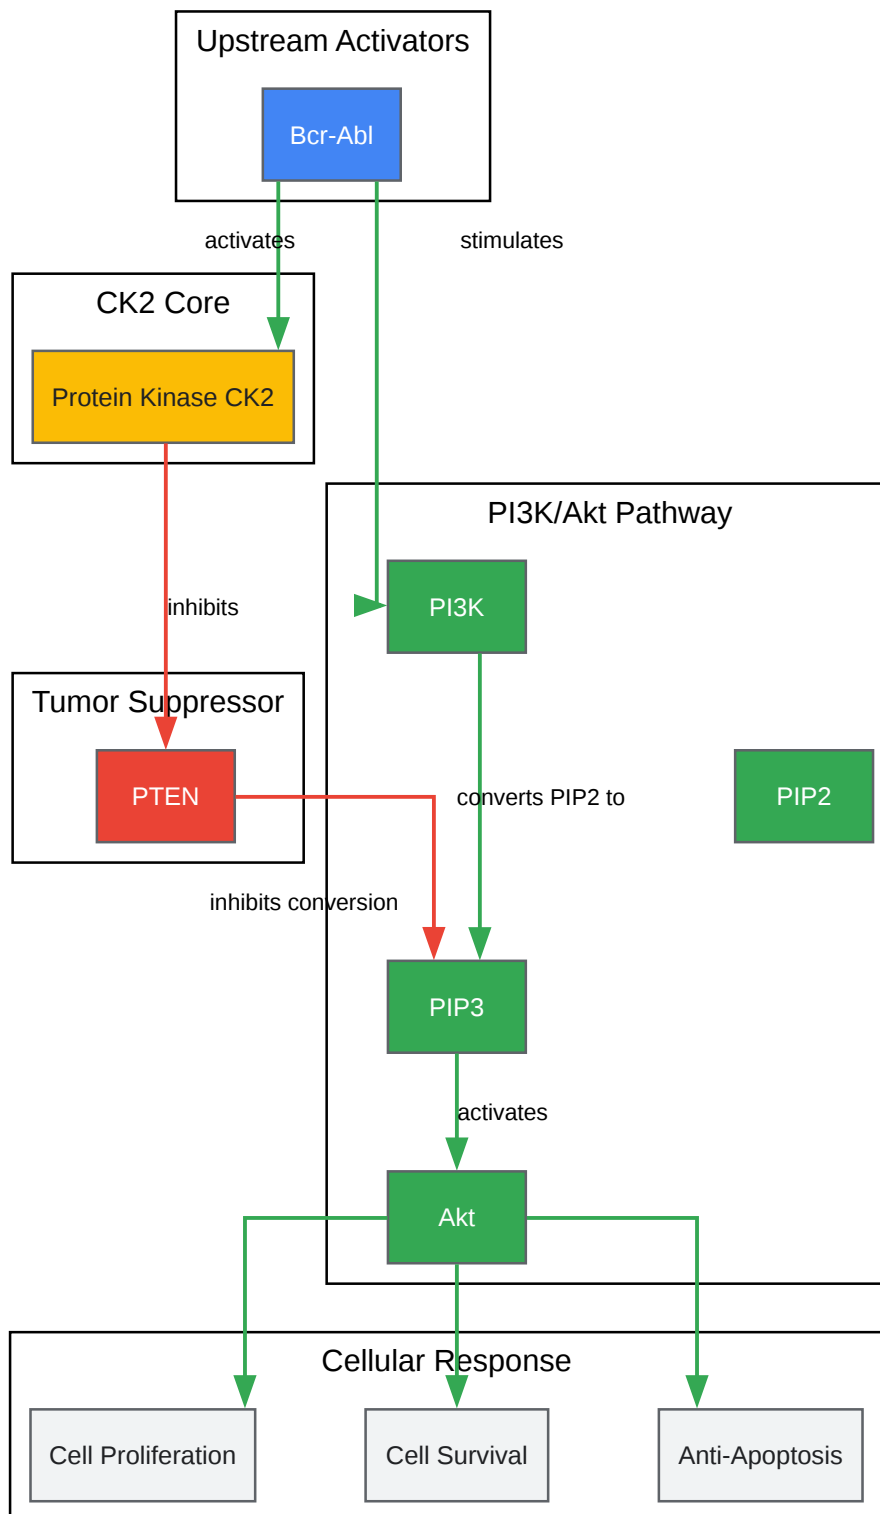 Upstream Activators
Bcr-Abl
activates
stimulates
CK2 Core
Protein Kinase CK2
PI3K/Akt Pathway
PI3K
inhibits
Tumor Suppressor
PTEN
converts PIP2 to
PIP2
inhibits conversion
PIP3
activates
Akt
Cellular Response
Cell Proliferation
Cell Survival
Anti-Apoptosis